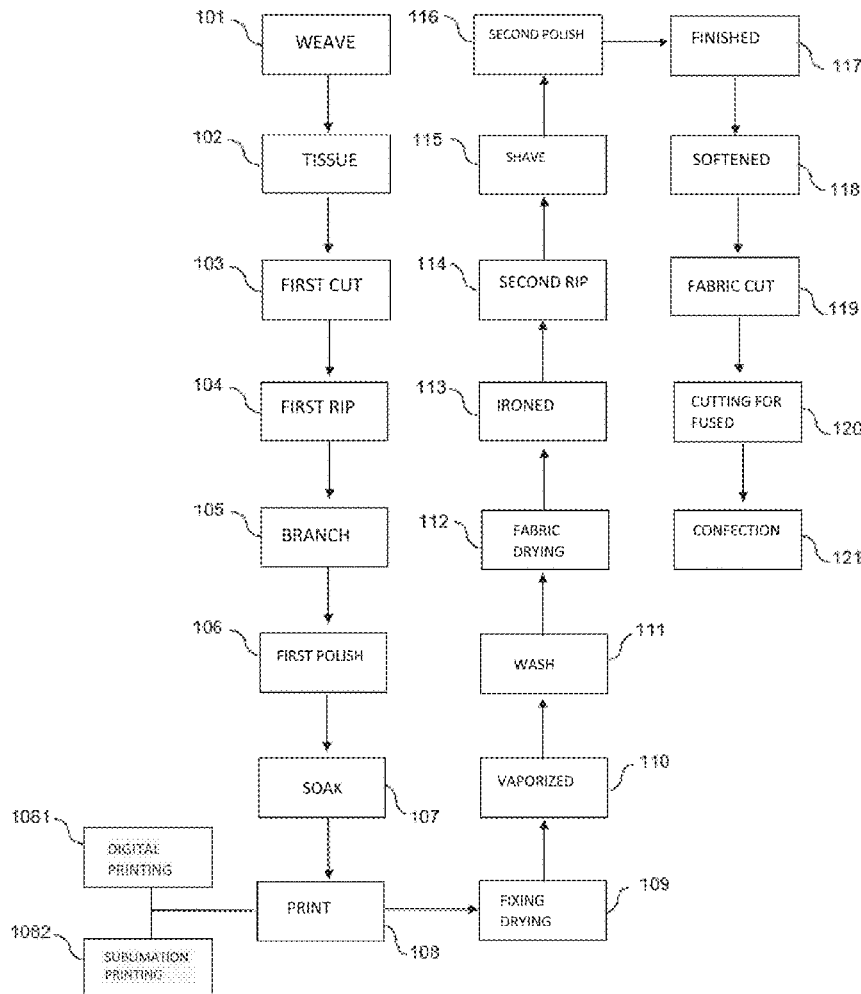 101
WEAVE
102
TISSUE
103
FIRST CUT
104
FIRST RIP
105
BRANCH
106
FIRST POLISH
SOAK
107
1081
DIGITAL
PRINTING
1082
SUBLIMATION
PRINTING
PRINT
108
FIXING
DRYING
109
VAPORIZED
110
WASH
111
112
FABRIC
DRYING
113
IRONED
114
SECOND RIP
115
SHAVE
116
SECOND POLISH
FINISHED
117
SOFTENED
118
FABRIC CUT
119
CUTTING FOR
FUSED
120
CONFECTION
121